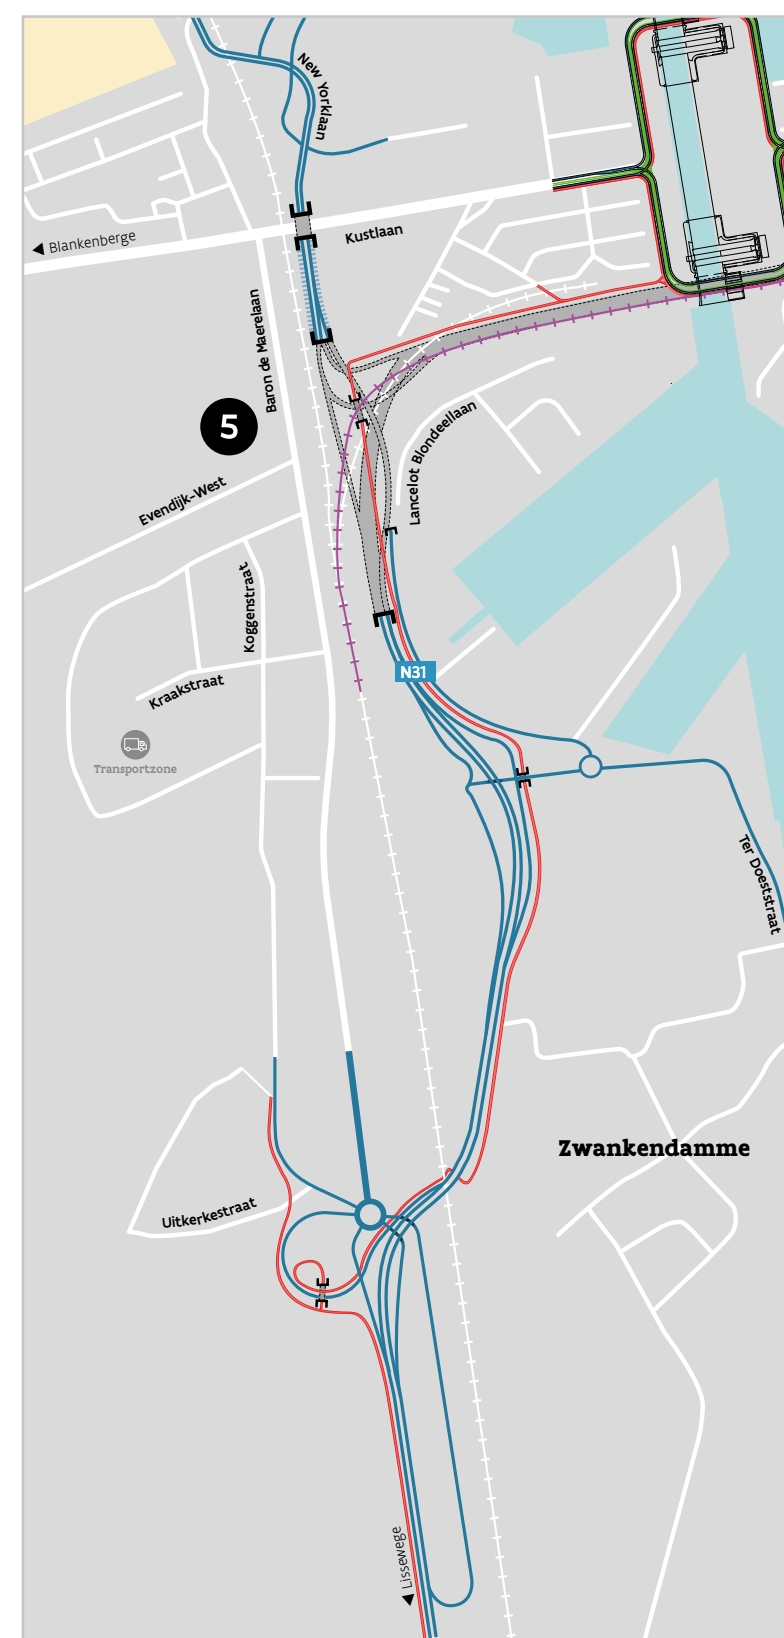 New Yorklaan
Blankenberge
Kustlaan
Baron de Maerelaan
5
Lancelot Blondeellaan
Evendijk-West
Koggenstraat
N31
Kraakstraat
Transportzone
Ter Doeststraat
Zwankendamme
Uitkerkestraat
Lissewege